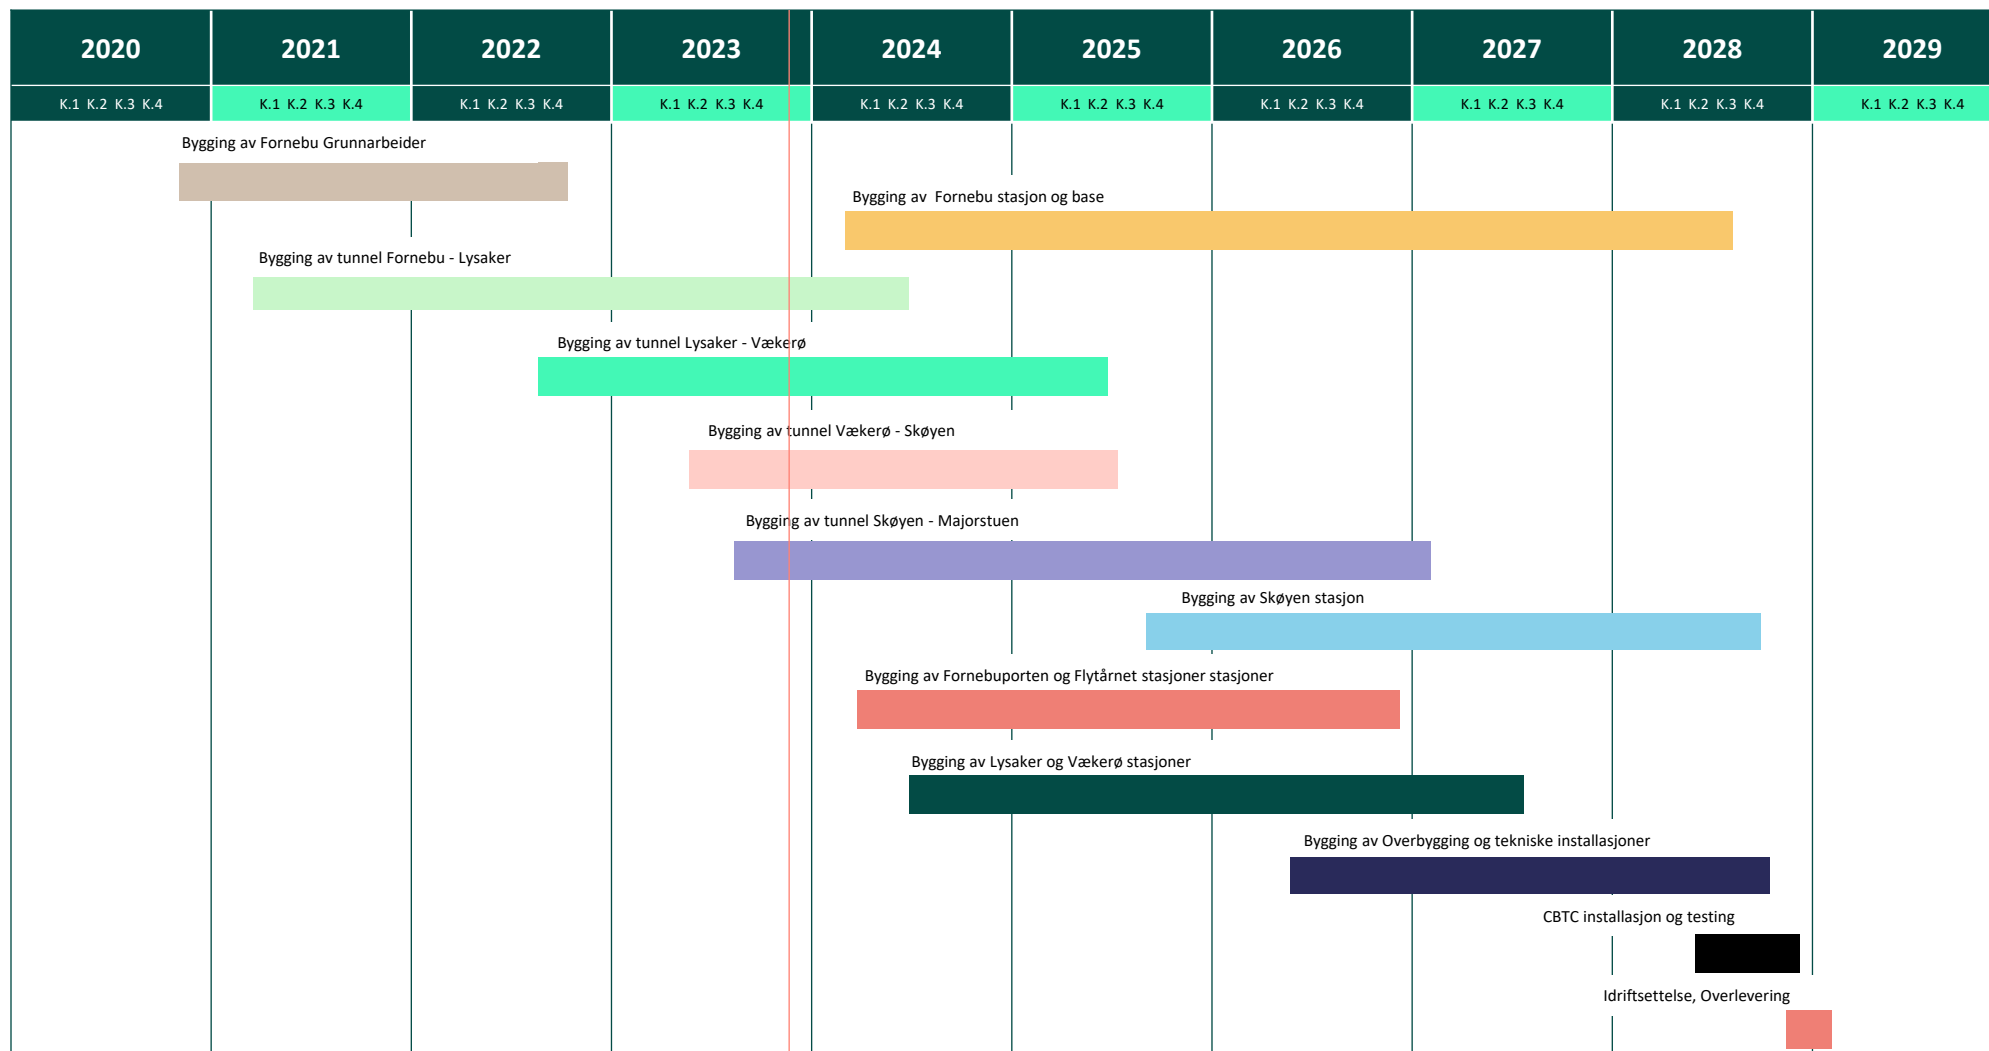 2020 2021 2022 2023 2024 2025 2026 2027 2028 2029
K.1 K.2 K.3 K.4 K.1 K.2 K.3 K.4 K.1 K.2 K.3 K.4 K.1 K.2 K.3 K.4 K.1 K.2 K.3 K.4 K.1 K.2 K.3 K.4 K.1 K.2 K.3 K.4 K.1 K.2 K.3 K.4 K.1 K.2 K.3 K.4 K.1 K.2 K.3 K.4
Bygging av Fornebu Grunnarbeider
Bygging av Fornebu stasjon og base
Bygging av tunnel Fornebu - Lysaker
Bygging av tunnel Lysaker - Vækerø
Bygging av tunnel Vækerø - Skøyen
Bygging av tunnel Skøyen - Majorstuen
Bygging av Skøyen stasjon
Bygging av Fornebuporten og Flytårnet stasjoner stasjoner
Bygging av Lysaker og Vækerø stasjoner
Bygging av Overbygging og tekniske installasjoner
CBTC installasjon og testing
Idriftsettelse, Overlevering